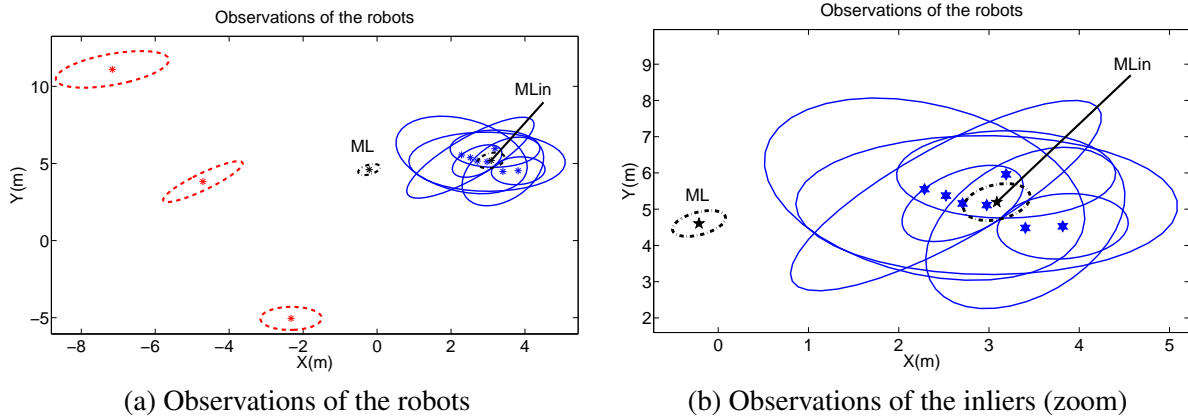 Observations of the robots
10
5
0
−5
Y(m)
−8
−6
−4
−2
0
2
4
X(m)
ML
MLin
(a) Observations of the robots
Observations of the robots
9
8
7
6
5
4
3
2
Y(m)
0
1
2
3
4
5
X(m)
ML
MLin
(b) Observations of the inliers (zoom)